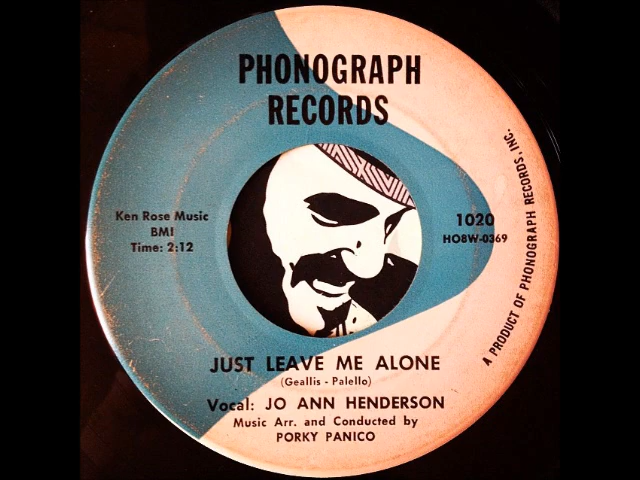 PHONOGRAPH
RECORDS
Ken Rose Music
BMI
Time: 2:12
1020
HO8W-0369
A PRODUCT OF PHONOGRAPH RECORDS, INC.
JUST LEAVE ME ALONE
(Geallis - Palello)
Vocal: JO ANN HENDERSON
Music Arr. and Conducted by
PORKY PANICO